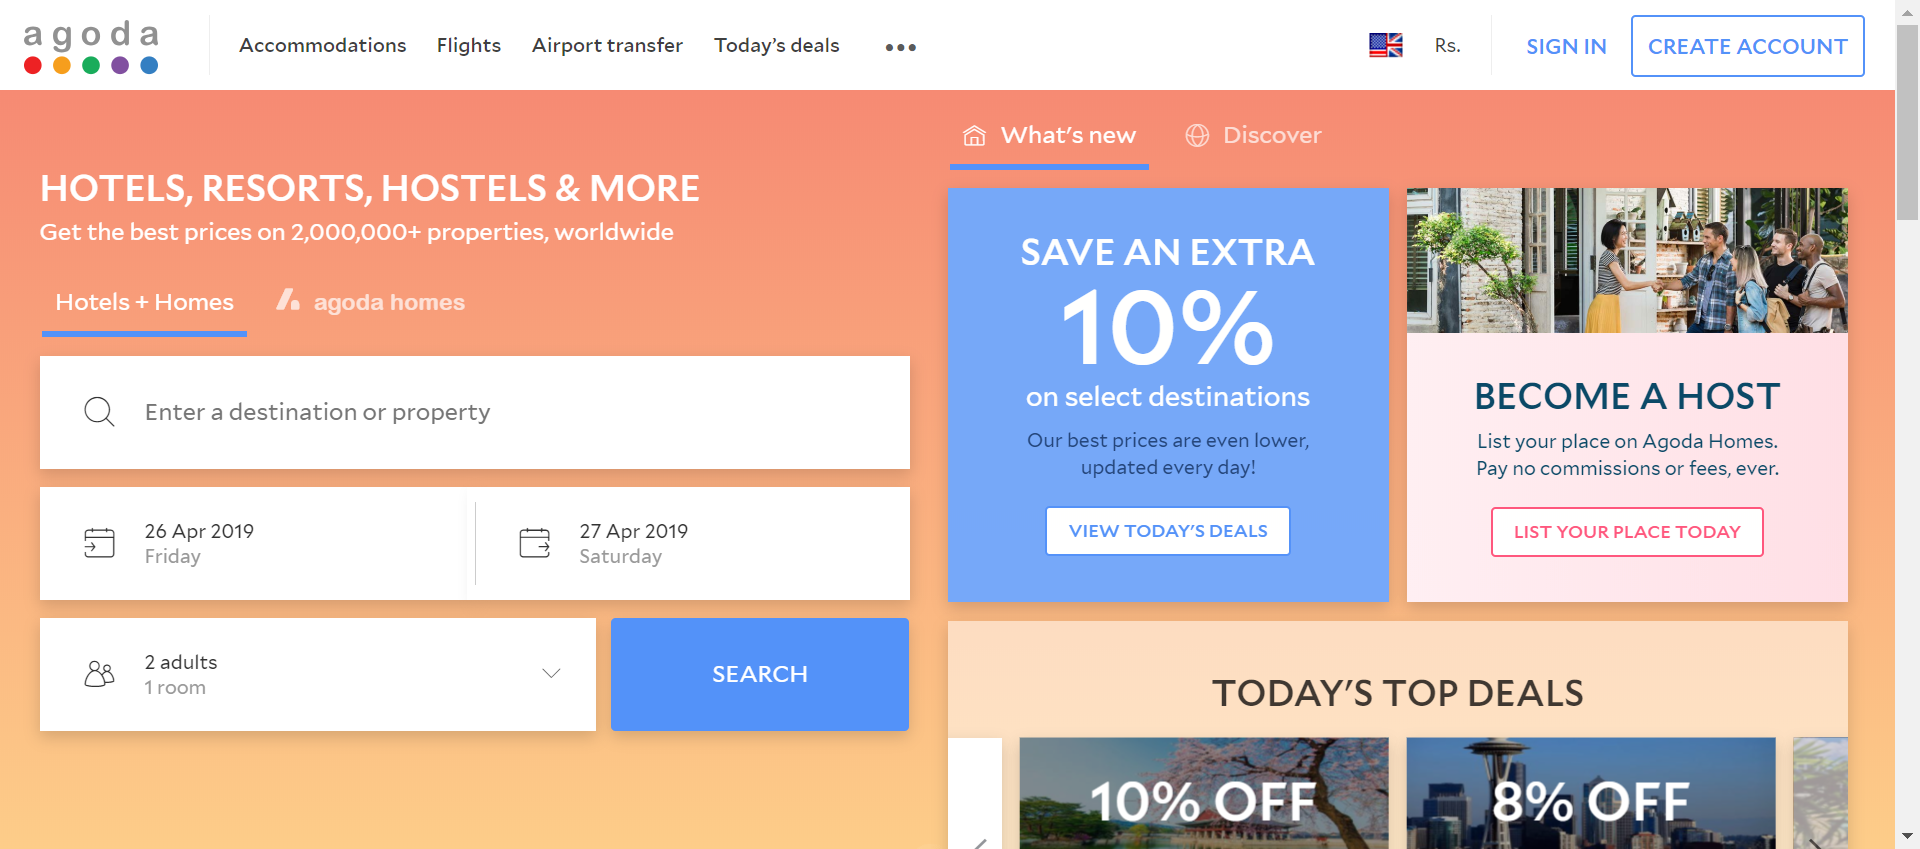 agoda
Accommodations
Flights
Airport transfer
Today's deals
Rs.
SIGN IN
CREATE ACCOUNT
HOTELS, RESORTS, HOSTELS & MORE
Get the best prices on 2,000,000+ properties, worldwide
Hotels + Homes
agoda homes
Enter a destination or property
26 Apr 2019
Friday
27 Apr 2019
Saturday
2 adults
1 room
SEARCH
What's new
Discover
SAVE AN EXTRA
10%
on select destinations
Our best prices are even lower,
updated every day!
VIEW TODAY'S DEALS
BECOME A HOST
List your place on Agoda Homes.
Pay no commissions or fees, ever.
LIST YOUR PLACE TODAY
TODAY'S TOP DEALS
10% OFF
8% OFF